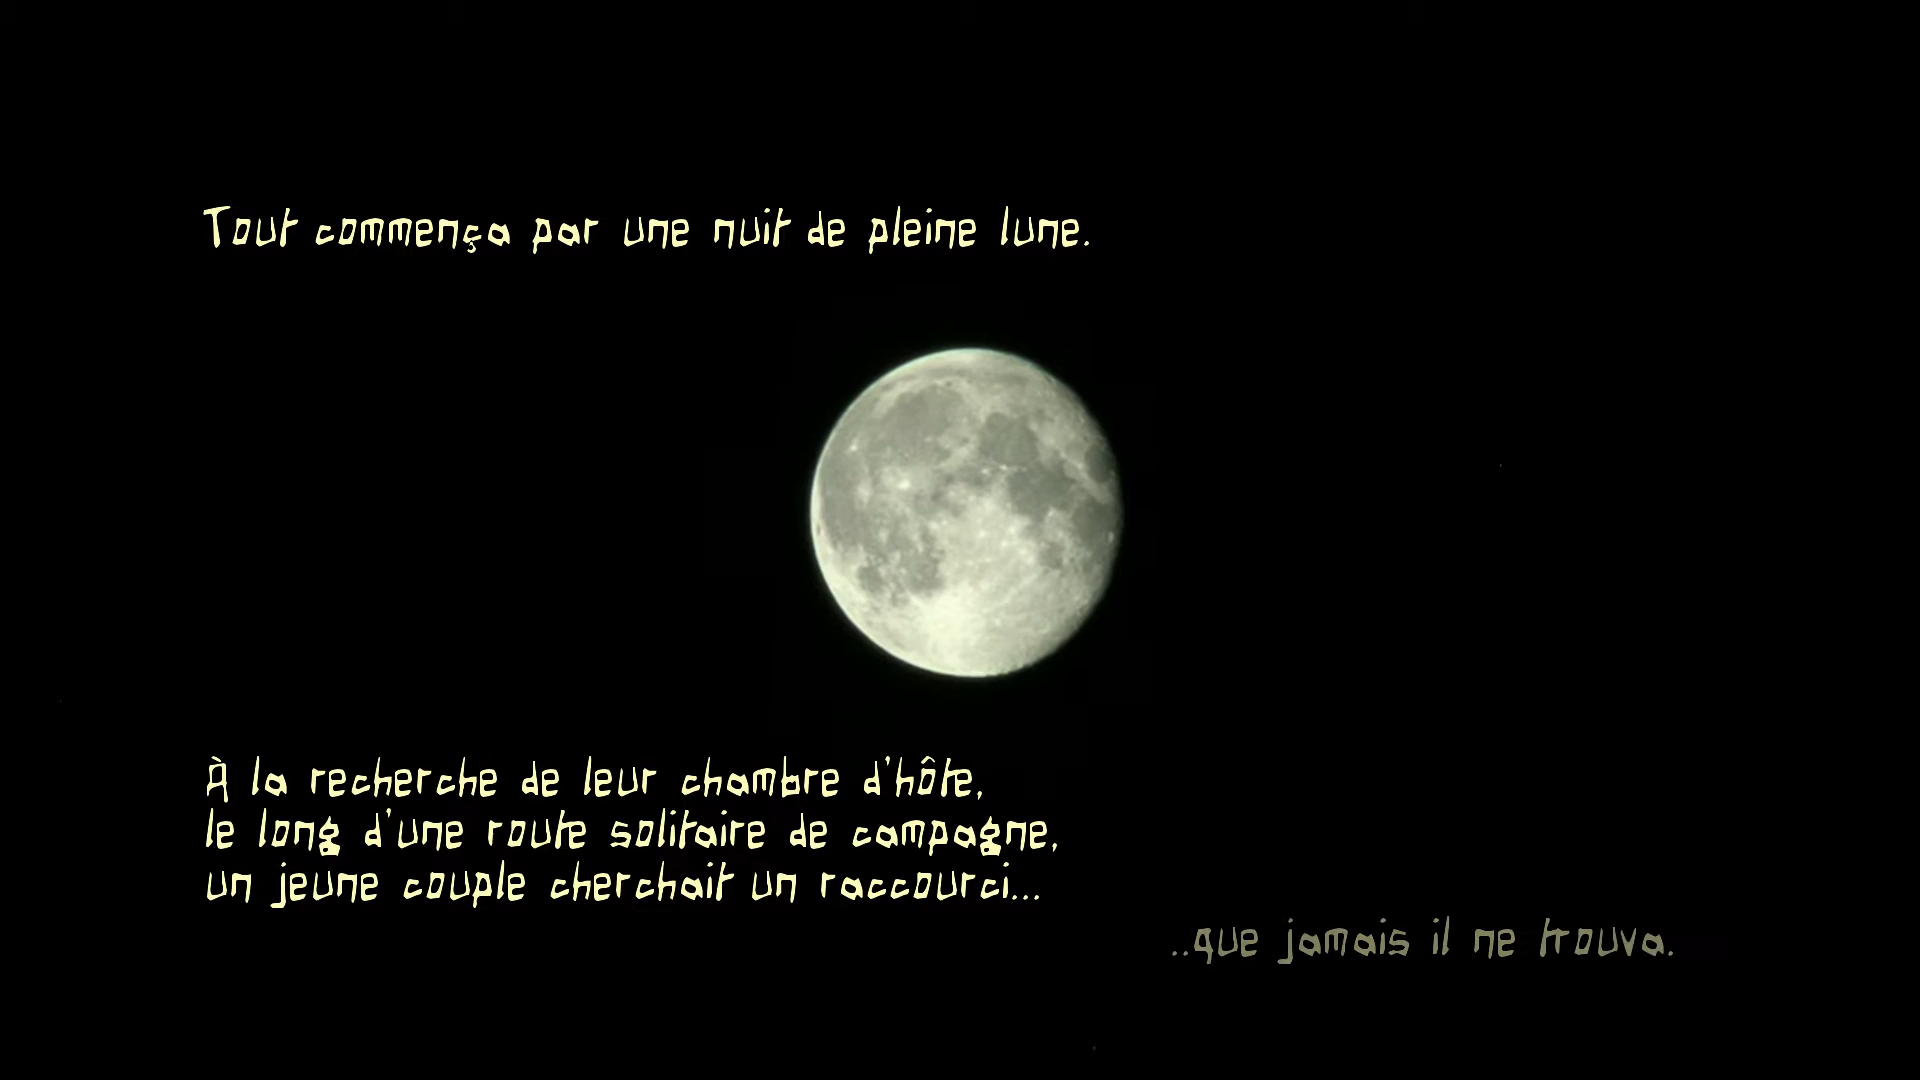 Tout commença par une nuit de pleine lune.
À la recherche de leur chambre d'hôte,
le long d'une route solitaire de campagne,
un jeune couple cherchait un raccourci...
..que jamais il ne trouva.